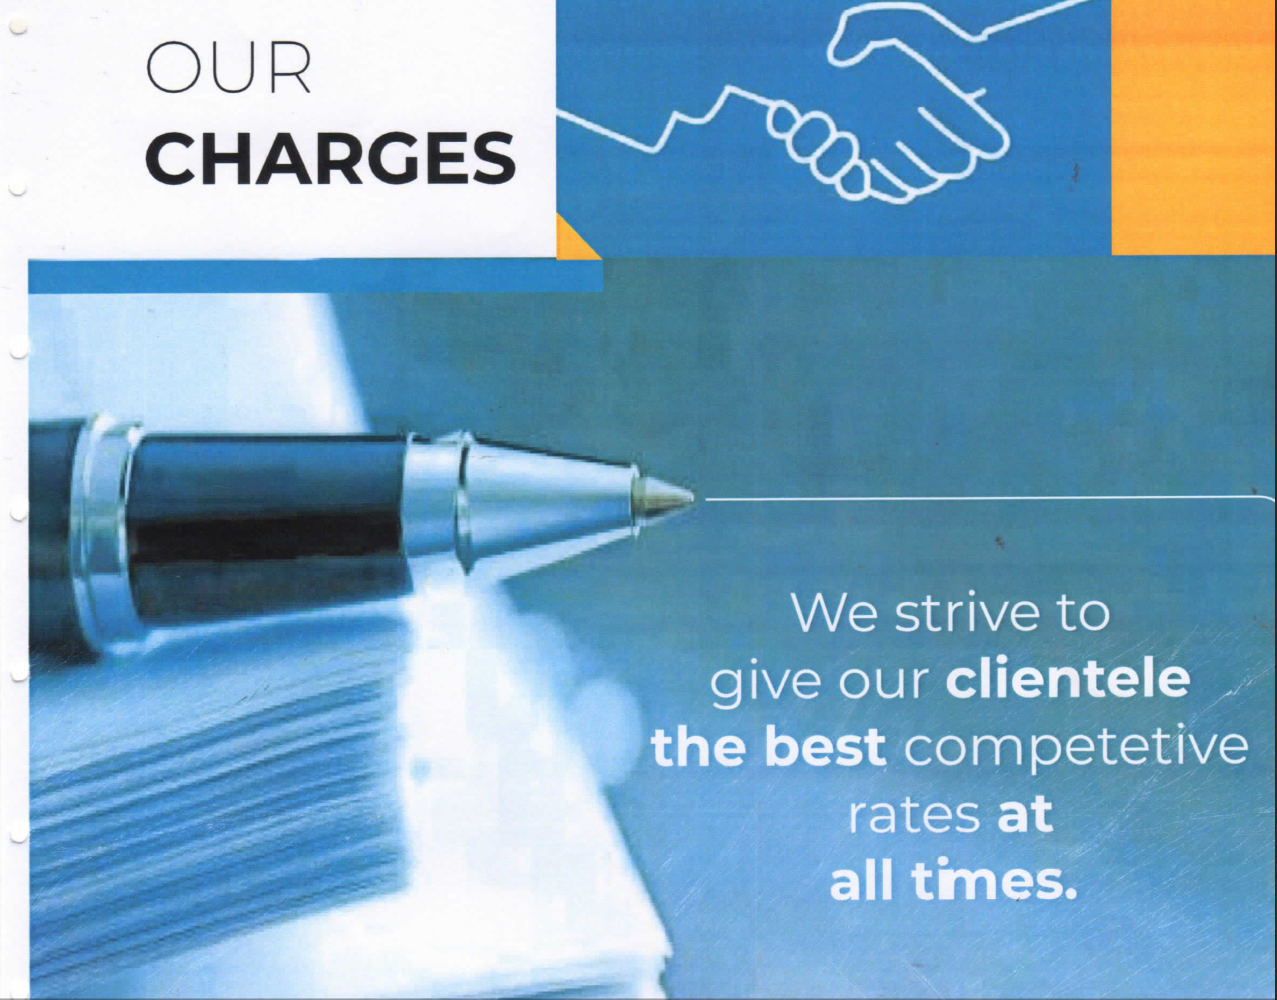 OUR
CHARGES
We strive to
give our clientele
the best competetive
rates at
all times.